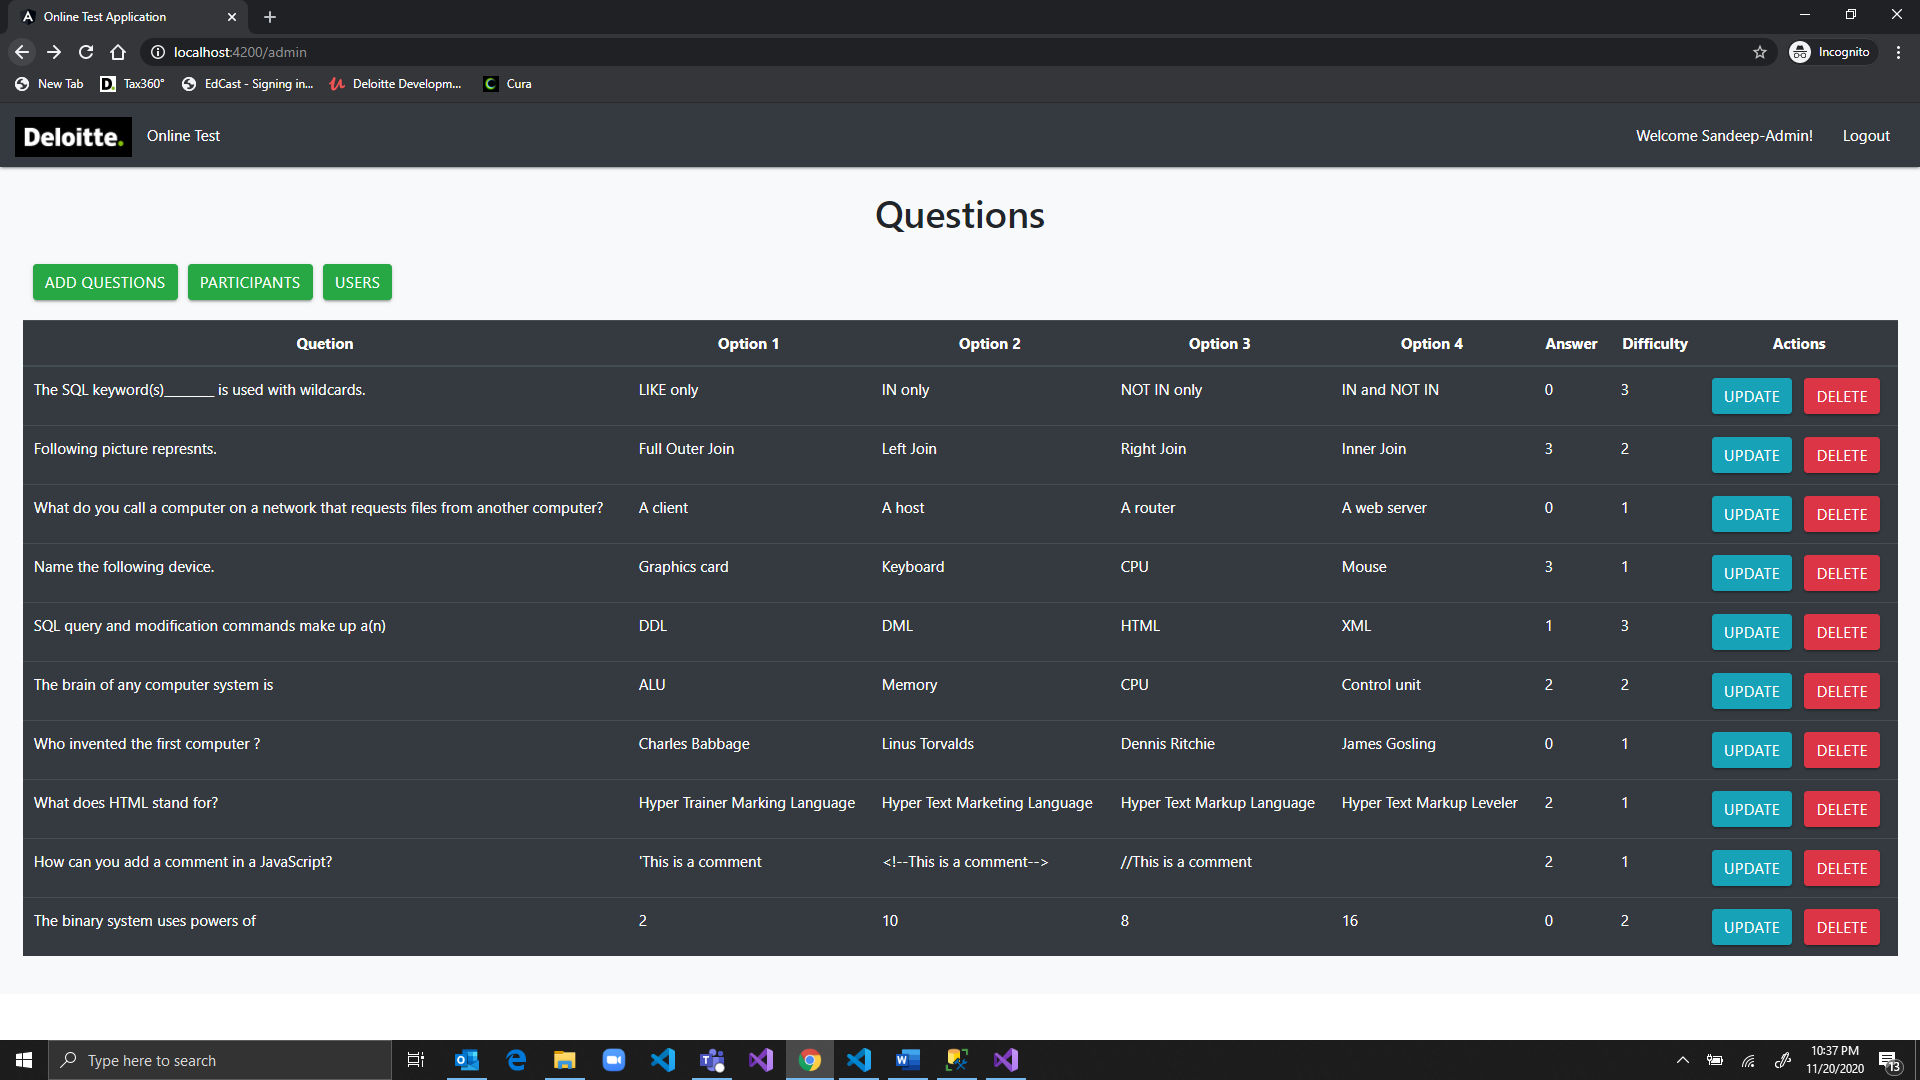 Online Test Application
localhost:4200/admin
Incognito
New Tab
Tax360°
EdCast - Signing in...
Deloitte Developm...
Cura
Deloitte.
Online Test
Welcome Sandeep-Admin!
Logout
Questions
ADD QUESTIONS
PARTICIPANTS
USERS
Quetion Option 1 Option 2 Option 3 Option 4 Answer Difficulty Actions
The SQL keyword(s)_______ is used with wildcards. LIKE only IN only NOT IN only IN and NOT IN 0 3 UPDATE DELETE
Following picture represnts. Full Outer Join Left Join Right Join Inner Join 3 2 UPDATE DELETE
What do you call a computer on a network that requests files from another computer? A client A host A router A web server 0 1 UPDATE DELETE
Name the following device. Graphics card Keyboard CPU Mouse 3 1 UPDATE DELETE
SQL query and modification commands make up a(n) DDL DML HTML XML 1 3 UPDATE DELETE
The brain of any computer system is ALU Memory CPU Control unit 2 2 UPDATE DELETE
Who invented the first computer ? Charles Babbage Linus Torvalds Dennis Ritchie James Gosling 0 1 UPDATE DELETE
What does HTML stand for? Hyper Trainer Marking Language Hyper Text Marketing Language Hyper Text Markup Language Hyper Text Markup Leveler 2 1 UPDATE DELETE
How can you add a comment in a JavaScript? 'This is a comment <!--This is a comment--> //This is a comment 2 1 UPDATE DELETE
The binary system uses powers of 2 10 8 16 0 2 UPDATE DELETE
Type here to search
10:37 PM
11/20/2020
13